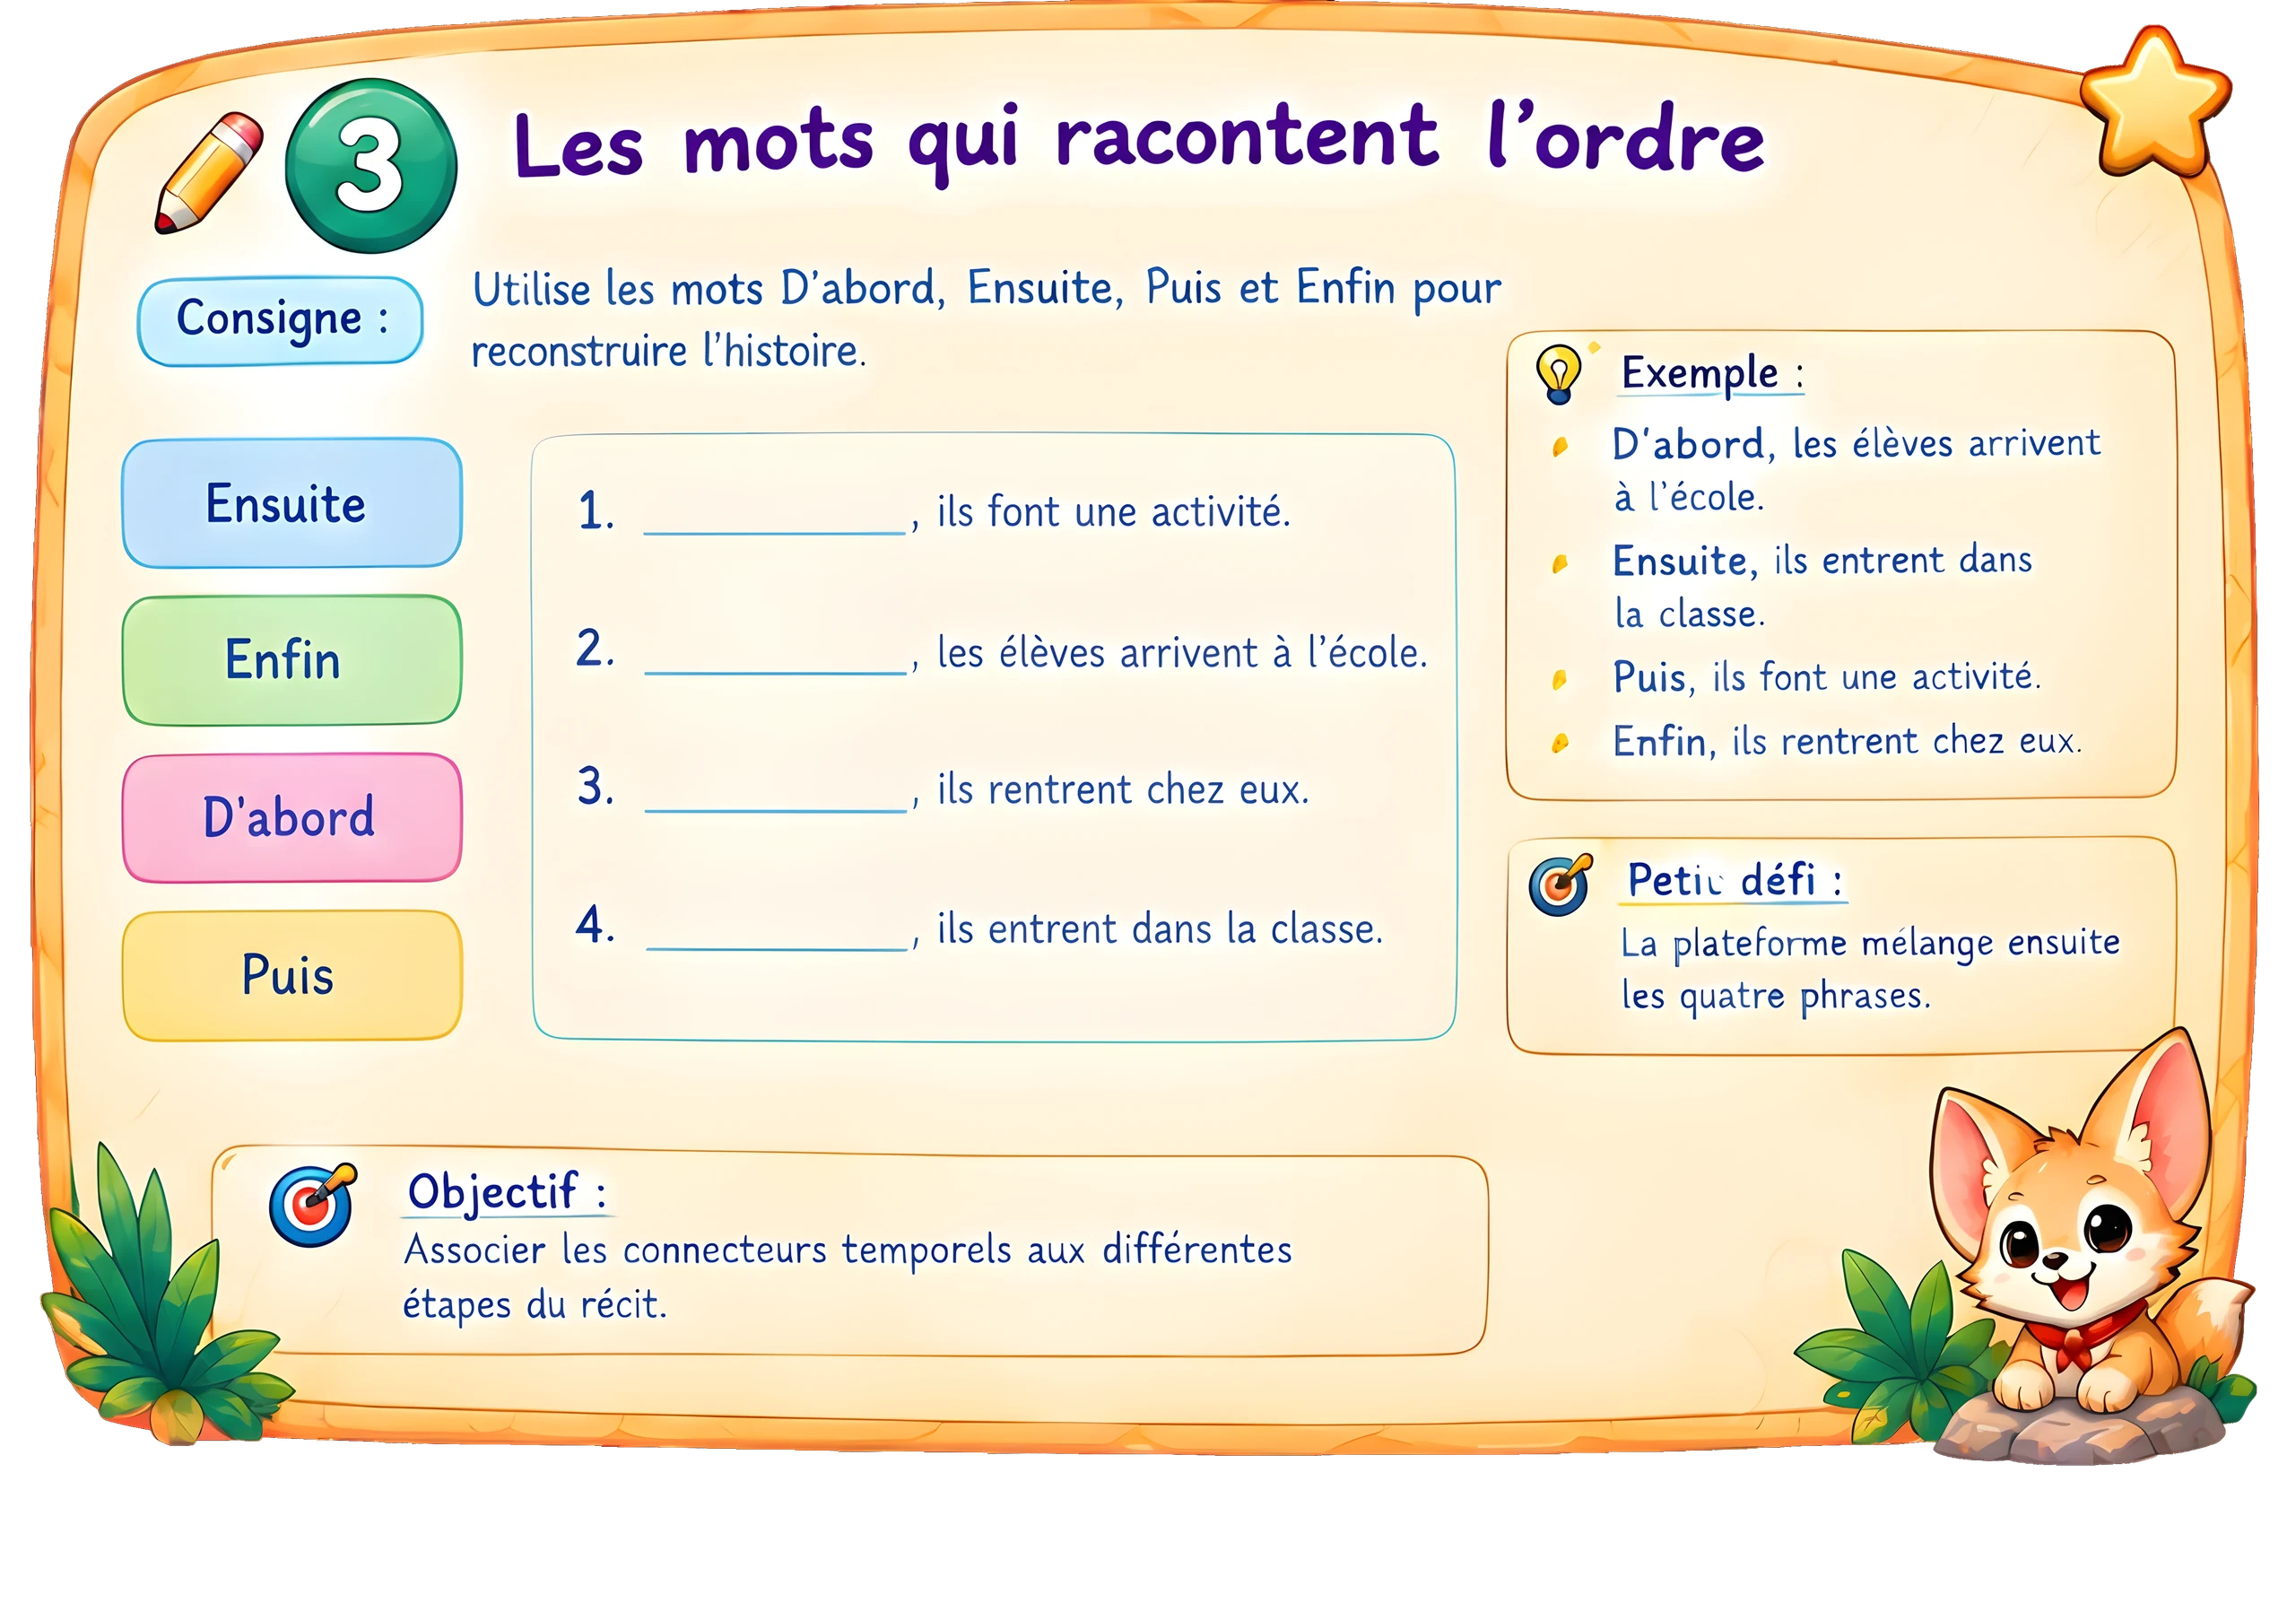 3
Les mots qui racontent l'ordre
Consigne :
Utilise les mots D'abord, Ensuite, Puis et Enfin pour
reconstruire l'histoire.
Ensuite
Enfin
D'abord
Puis
1. __________, ils font une activité.
2. __________, les élèves arrivent à l'école.
3. __________, ils rentrent chez eux.
4. __________, ils entrent dans la classe.
Exemple :
D'abord, les élèves arrivent
à l'école.
Ensuite, ils entrent dans
la classe.
Puis, ils font une activité.
Enfin, ils rentrent chez eux.
Petit défi :
La plateforme mélange ensuite
les quatre phrases.
Objectif :
Associer les connecteurs temporels aux différentes
étapes du récit.